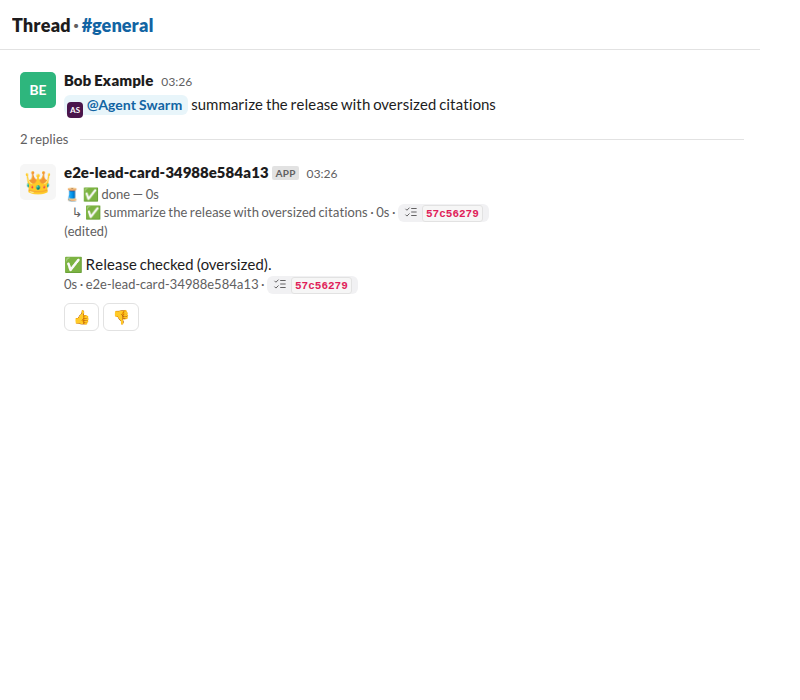 Thread • #general
BE Bob Example 03:26
AS @Agent Swarm summarize the release with oversized citations
2 replies
e2e-lead-card-34988e584a13 APP 03:26
🧵 ✅ done — 0s
↳ ✅ summarize the release with oversized citations · 0s · 57c56279
(edited)
✅ Release checked (oversized).
0s · e2e-lead-card-34988e584a13 · 57c56279